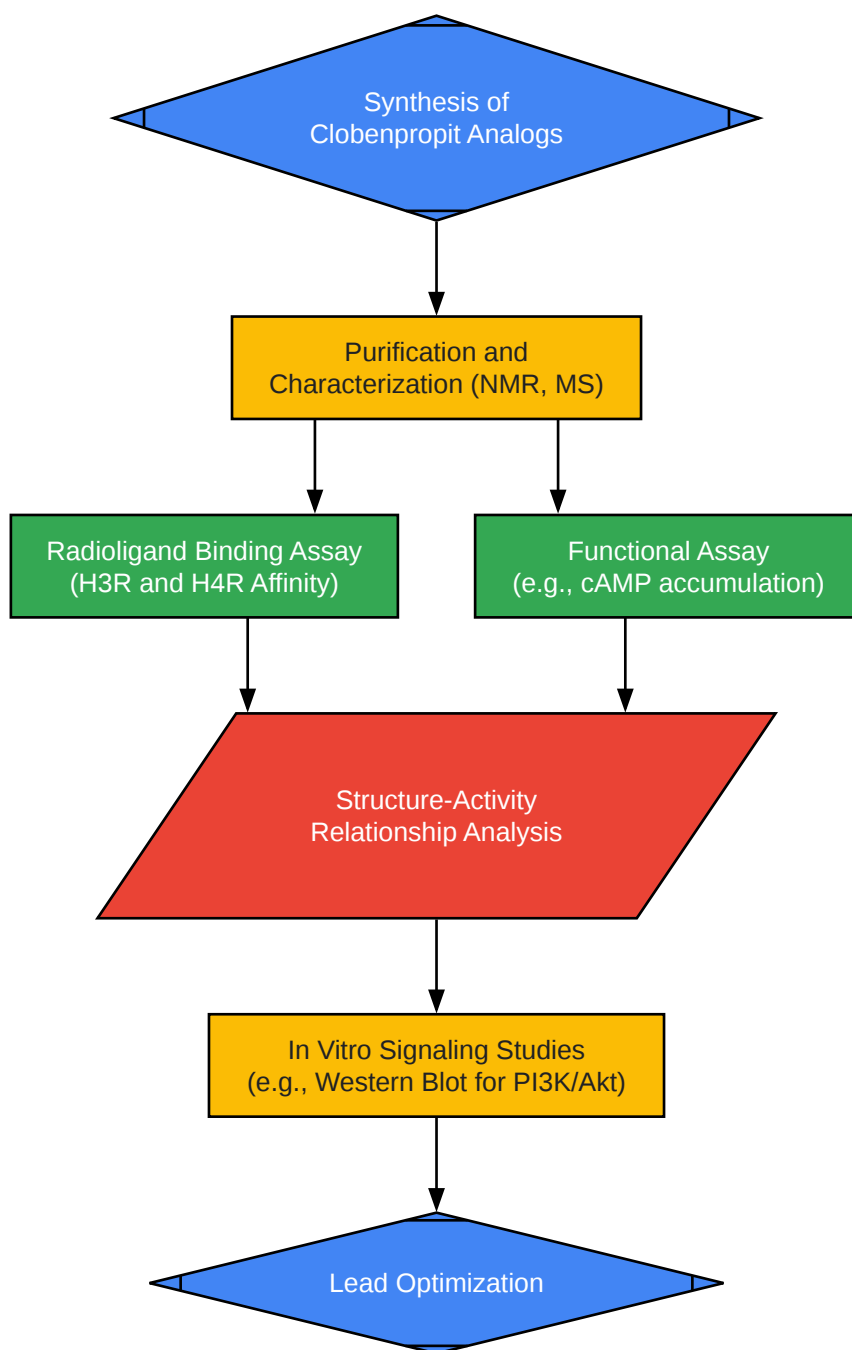 Synthesis of
Clobenpropit Analogs
Purification and
Characterization (NMR, MS)
Radioligand Binding Assay
(H3R and H4R Affinity)
Functional Assay
(e.g., cAMP accumulation)
Structure-Activity
Relationship Analysis
In Vitro Signaling Studies
(e.g., Western Blot for PI3K/Akt)
Lead Optimization